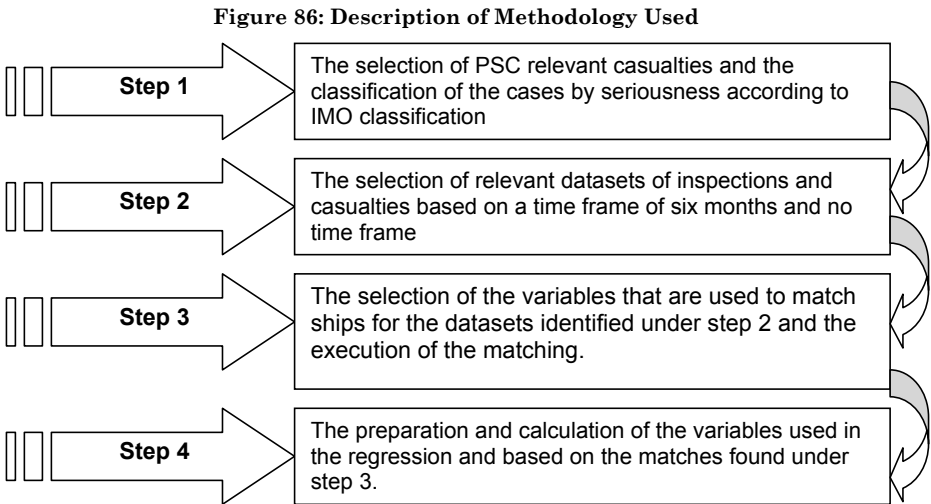 Figure 86: Description of Methodology Used
Step 1
The selection of PSC relevant casualties and the
classification of the cases by seriousness according to
IMO classification
Step 2
The selection of relevant datasets of inspections and
casualties based on a time frame of six months and no
time frame
Step 3
The selection of the variables that are used to match
ships for the datasets identified under step 2 and the
execution of the matching.
Step 4
The preparation and calculation of the variables used in
the regression and based on the matches found under
step 3.